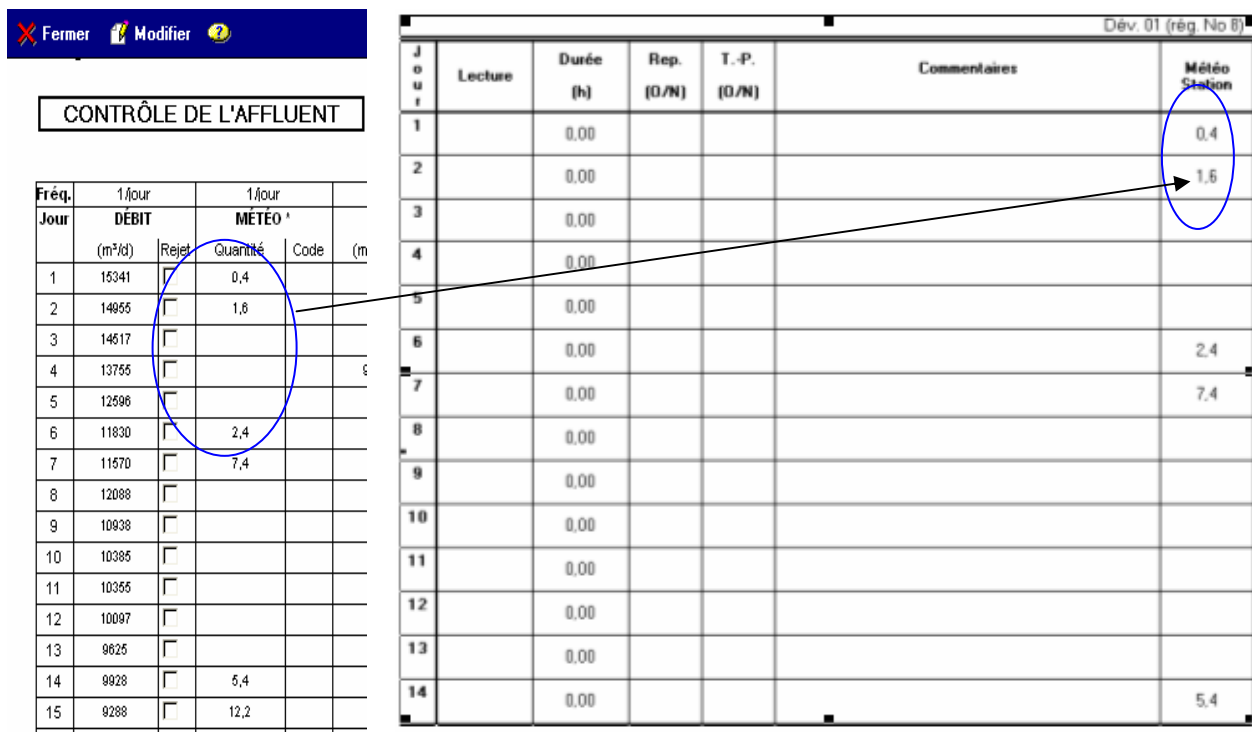 Fermer Modifier ?
CONTRÔLE DE L'AFFLUENT
Fréq. 1/jour 1/jour
Jour DÉBIT MÉTÉO ¹
(m³/d) Rejet Quantité Code (m
1 15341 0,4
2 14955 1,6
3 14517
4 13755 9
5 12596
6 11830 2,4
7 11570 7,4
8 12088
9 10938
10 10385
11 10355
12 10097
13 9625
14 9928 5,4
15 9288 12,2
Dév. 01 (rég. No 8)
Jour Lecture Durée Rep. T.-P. Commentaires Météo
(h) (O/N) (O/N) Station
1 0,00 0,4
2 0,00 1,6
3 0,00
4 0,00
5 0,00
6 0,00 2,4
7 0,00 7,4
8 0,00
9 0,00
10 0,00
11 0,00
12 0,00
13 0,00
14 0,00 5,4